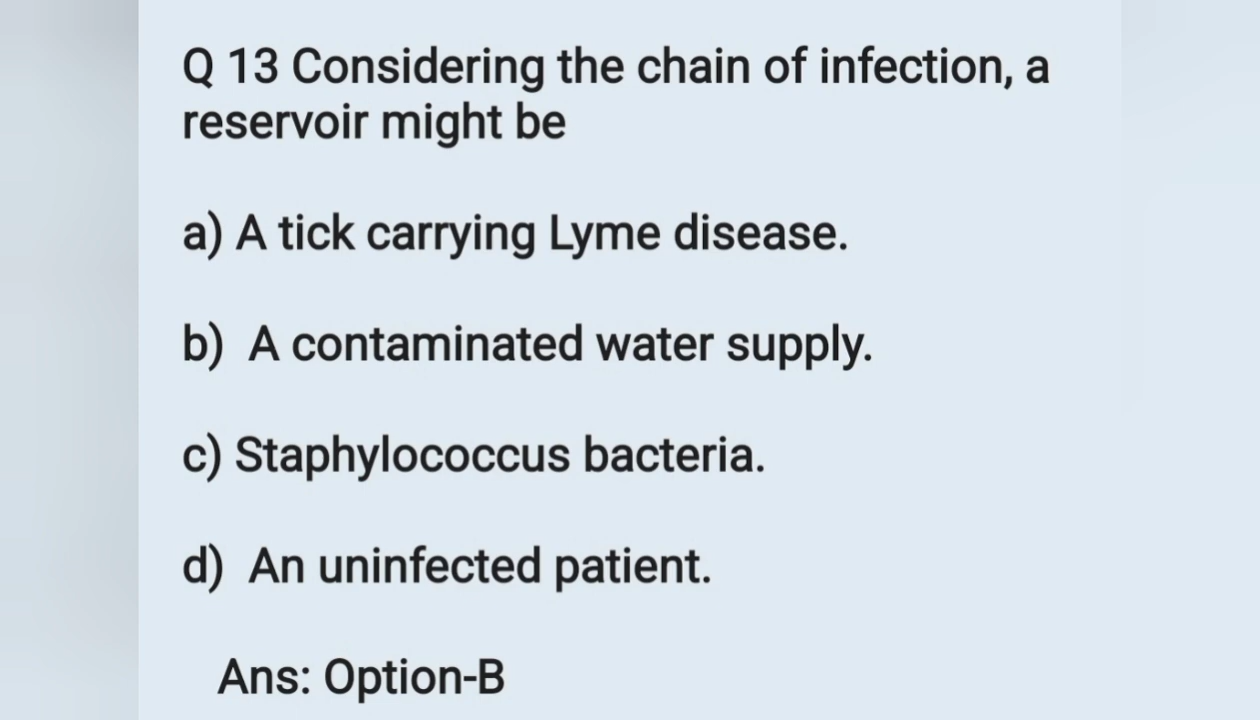 Q 13 Considering the chain of infection, a
reservoir might be
a) A tick carrying Lyme disease.
b) A contaminated water supply.
c) Staphylococcus bacteria.
d) An uninfected patient.
Ans: Option-B